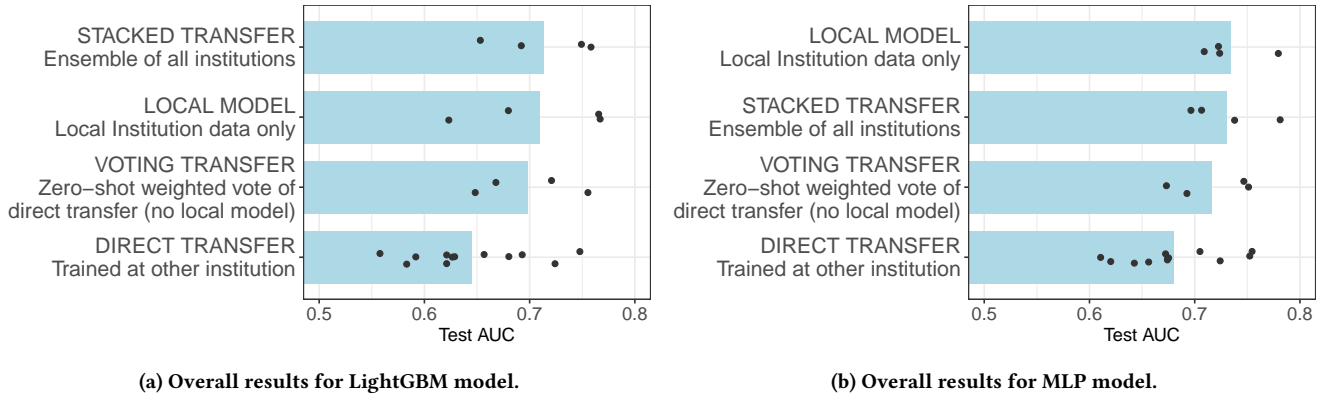 STACKED TRANSFER
Ensemble of all institutions
LOCAL MODEL
Local Institution data only
VOTING TRANSFER
Zero−shot weighted vote of
direct transfer (no local model)
DIRECT TRANSFER
Trained at other institution
0.5 0.6 0.7 0.8
Test AUC
(a) Overall results for LightGBM model.
LOCAL MODEL
Local Institution data only
STACKED TRANSFER
Ensemble of all institutions
VOTING TRANSFER
Zero−shot weighted vote of
direct transfer (no local model)
DIRECT TRANSFER
Trained at other institution
0.5 0.6 0.7 0.8
Test AUC
(b) Overall results for MLP model.